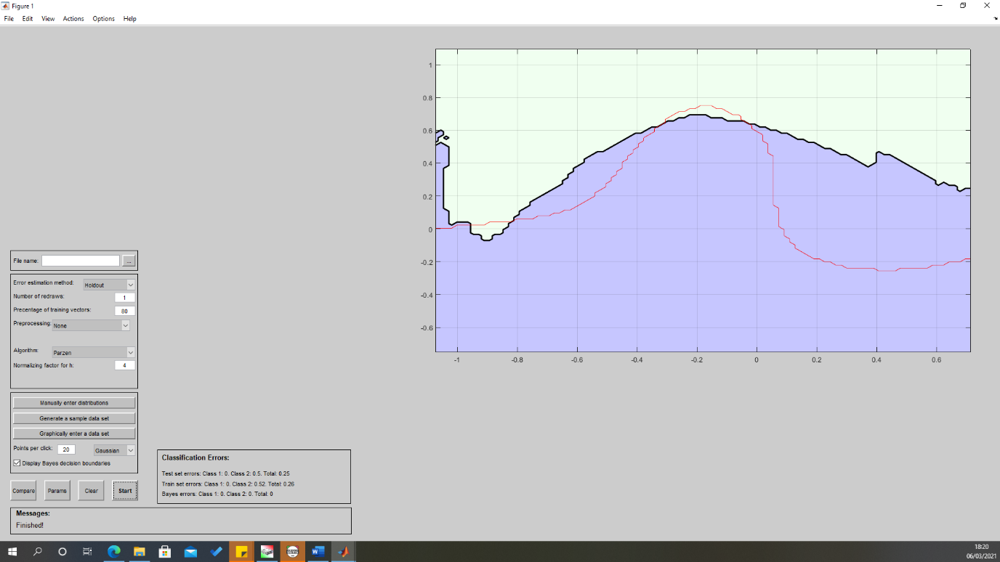 Figure 1
File Edit View Actions Options Help
1
0.8
0.6
0.4
0.2
0
-0.2
-0.4
-0.6
-1 -0.8 -0.6 -0.4 -0.2 0 0.2 0.4 0.6
File name: ...
Error estimation method: Holdout
Number of redraws: 1
Precentage of training vectors: 80
Preprocessing: None
Algorithm: Parzen
Normalizing factor for h: 4
Manually enter distributions
Generate a sample data set
Graphically enter a data set
Points per click: 20 Gaussian
Display Bayes decision boundaries
Compare Params Clear Start
Classification Errors:
Test set errors: Class 1: 0. Class 2: 0.5. Total: 0.25
Train set errors: Class 1: 0. Class 2: 0.52. Total: 0.26
Bayes errors: Class 1: 0. Class 2: 0. Total: 0
Messages:
Finished!
18:20
06/03/2021